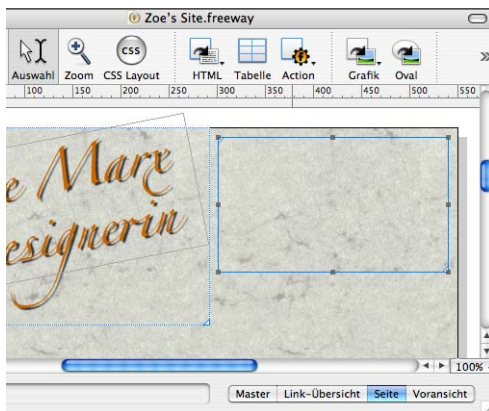 Zoe's Site.freeway
css
Auswahl Zoom CSS Layout HTML Tabelle Action Grafik Oval
100 150 200 250 300 350 400 450 500 550
e Marx
esignerin
100%
Master Link-Übersicht Seite Voransicht